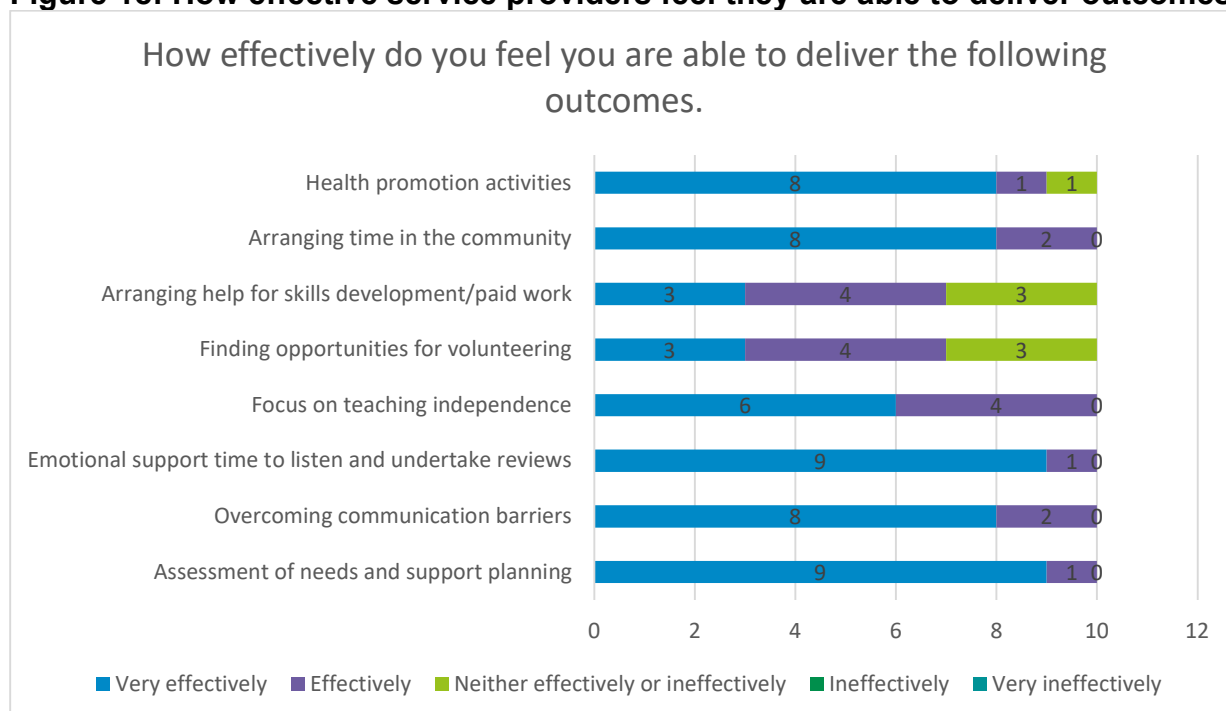 How effectively do you feel you are able to deliver the following
outcomes.
Health promotion activities
8 1 1
Arranging time in the community
8 2 0
Arranging help for skills development/paid work
3 4 3
Finding opportunities for volunteering
3 4 3
Focus on teaching independence
6 4 0
Emotional support time to listen and undertake reviews
9 1 0
Overcoming communication barriers
8 2 0
Assessment of needs and support planning
9 1 0
0 2 4 6 8 10 12
Very effectively Effectively Neither effectively or ineffectively Ineffectively Very ineffectively